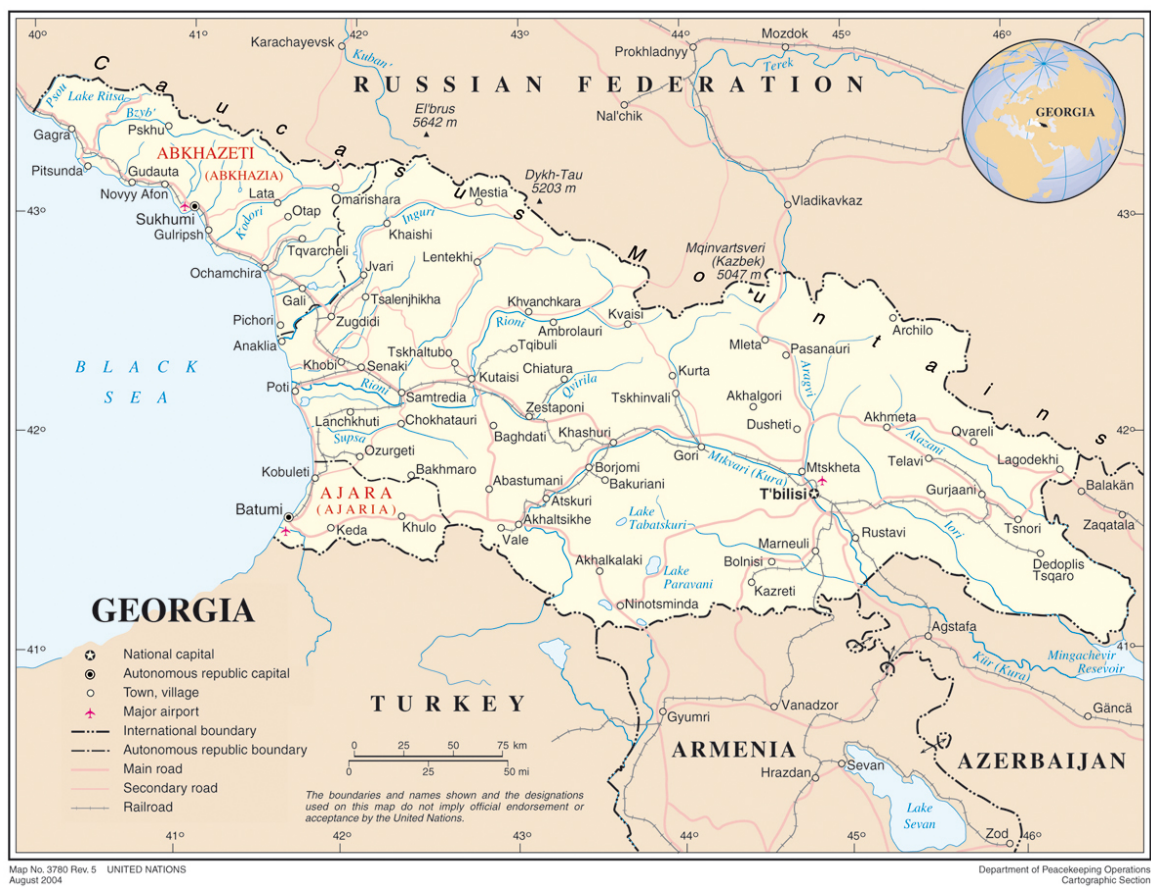 40°
41°
42°
43°
44°
45°
46°
Karachayevsk
Kuban'
Prokhladnyy
Mozdok
Terek
RUSSIAN FEDERATION
Nal'chik
El'brus
5642 m
Dykh-Tau
5203 m
Vladikavkaz
Mqinvartsveri
(Kazbek)
5047 m
GEORGIA
Caucasus Mountains
Psou
Lake Ritsa
Bzyb'
Pskhu
Gagra
ABKHAZETI
(ABKHAZIA)
Pitsunda
Gudauta
Novyy Afon
Lata
Omarishara
Mestia
43°
43°
Sukhumi
Kodori
Otap
Inguri
Gulripsh
Khaishi
Tqvarcheli
Lentekhi
Ochamchira
Jvari
Gali
Tsalenjhikha
Khvanchkara
Kvaisi
Archilo
Pichori
Zugdidi
Rioni
Ambrolauri
Anaklia
Tqibuli
Mleta
Pasanauri
BLACK
SEA
Khobi
Senaki
Tskhaltubo
Chiatura
Kurta
Aragvi
Poti
Rioni
Kutaisi
Qvirila
Samtredia
Tskhinvali
Akhalgori
Lanchkhuti
Chokhatauri
Zestaponi
Dusheti
Akhmeta
Qvareli
42°
Supsa
Baghdati
Khashuri
Alazani
Ozurgeti
Gori
Mtkvari (Kura)
Telavi
Lagodekhi
Kobuleti
Bakhmaro
Borjomi
Mtskheta
Abastumani
Bakuriani
T'bilisi
Gurjaani
Balakän
AJARA
(AJARIA)
Atskuri
Batumi
Keda
Khulo
Akhaltsikhe
Lake
Tabatskuri
Tsnori
Zaqatala
Vale
Marneuli
Rustavi
Iori
Akhalkalaki
Lake
Paravani
Bolnisi
Dedoplis
Tsqaro
Kazreti
Ninotsminda
42°
41°
41°
Agstafa
Mingachevir
Resevoir
Kür (Kura)
Gäncä
TURKEY
Gyumri
Vanadzor
ARMENIA
AZERBAIJAN
Hrazdan
Sevan
Lake
Sevan
Zod
GEORGIA
National capital
Autonomous republic capital
Town, village
Major airport
International boundary
Autonomous republic boundary
Main road
Secondary road
Railroad
0 25 50 75 km
0 25 50 mi
The boundaries and names shown and the designations
used on this map do not imply official endorsement or
acceptance by the United Nations.
41°
42°
43°
44°
45°
46°
Map No. 3780 Rev. 5 UNITED NATIONS
August 2004
Department of Peacekeeping Operations
Cartographic Section